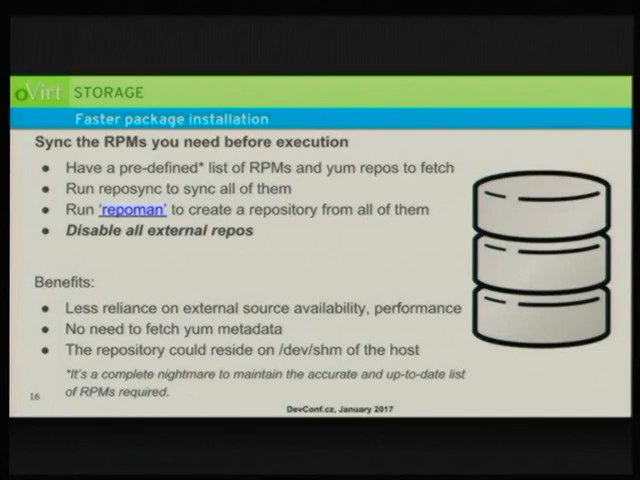 oVirt STORAGE
Faster package installation
Sync the RPMs you need before execution
● Have a pre-defined* list of RPMs and yum repos to fetch
● Run reposync to sync all of them
● Run 'repoman' to create a repository from all of them
● Disable all external repos
Benefits:
● Less reliance on external source availability, performance
● No need to fetch yum metadata
● The repository could reside on /dev/shm of the host
*It's a complete nightmare to maintain the accurate and up-to-date list
of RPMs required.
16
DevConf.cz, January 2017